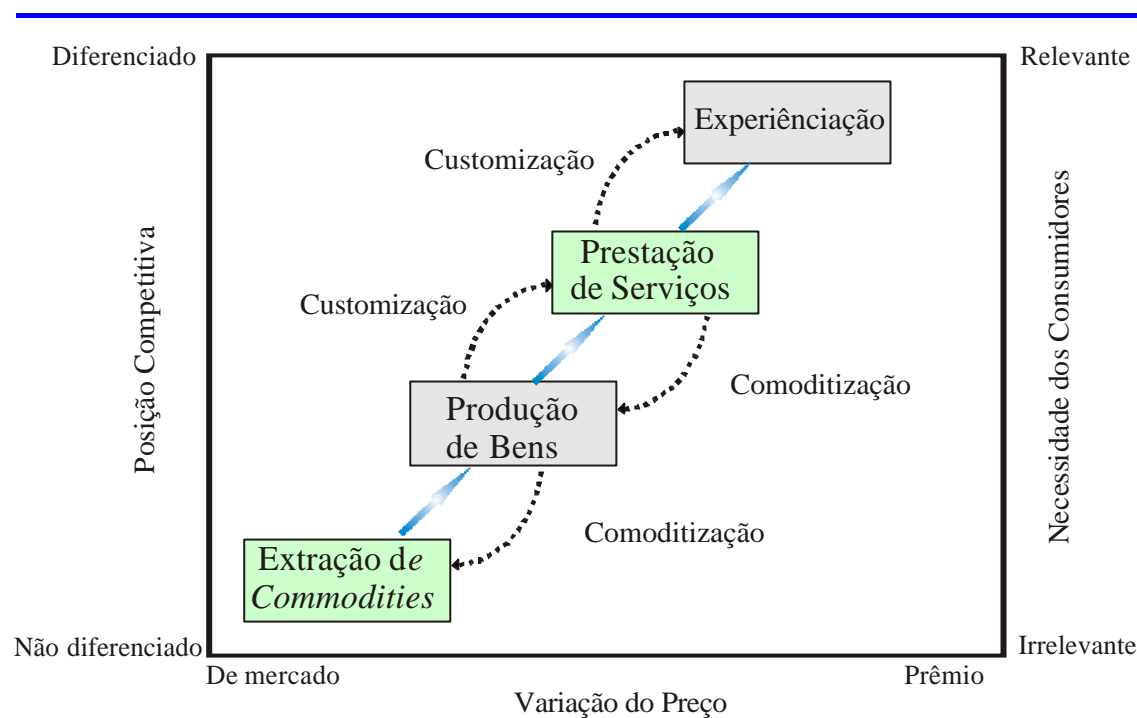 Diferenciado
Relevante
Experiênciação
Customização
Prestação
de Serviços
Customização
Comoditização
Produção
de Bens
Comoditização
Extração de
Commodities
Posição Competitiva
Necessidade dos Consumidores
Não diferenciado
Irrelevante
De mercado
Prêmio
Variação do Preço